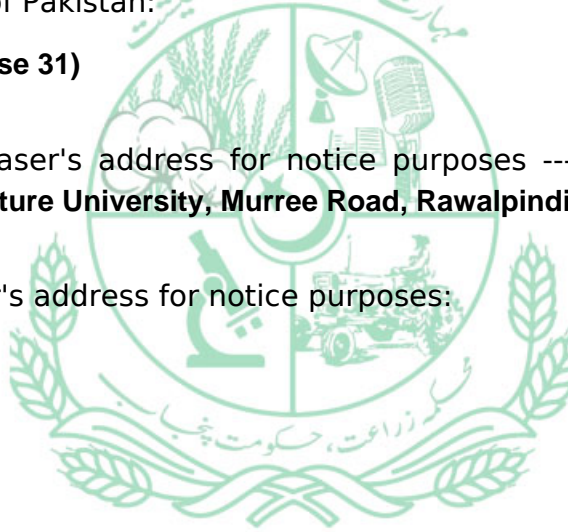 of Pakistan:
se 31)
aser's address for notice purposes ---
ture University, Murree Road, Rawalpindi
's address for notice purposes:
محکمہ زراعت، حکومت پنجاب